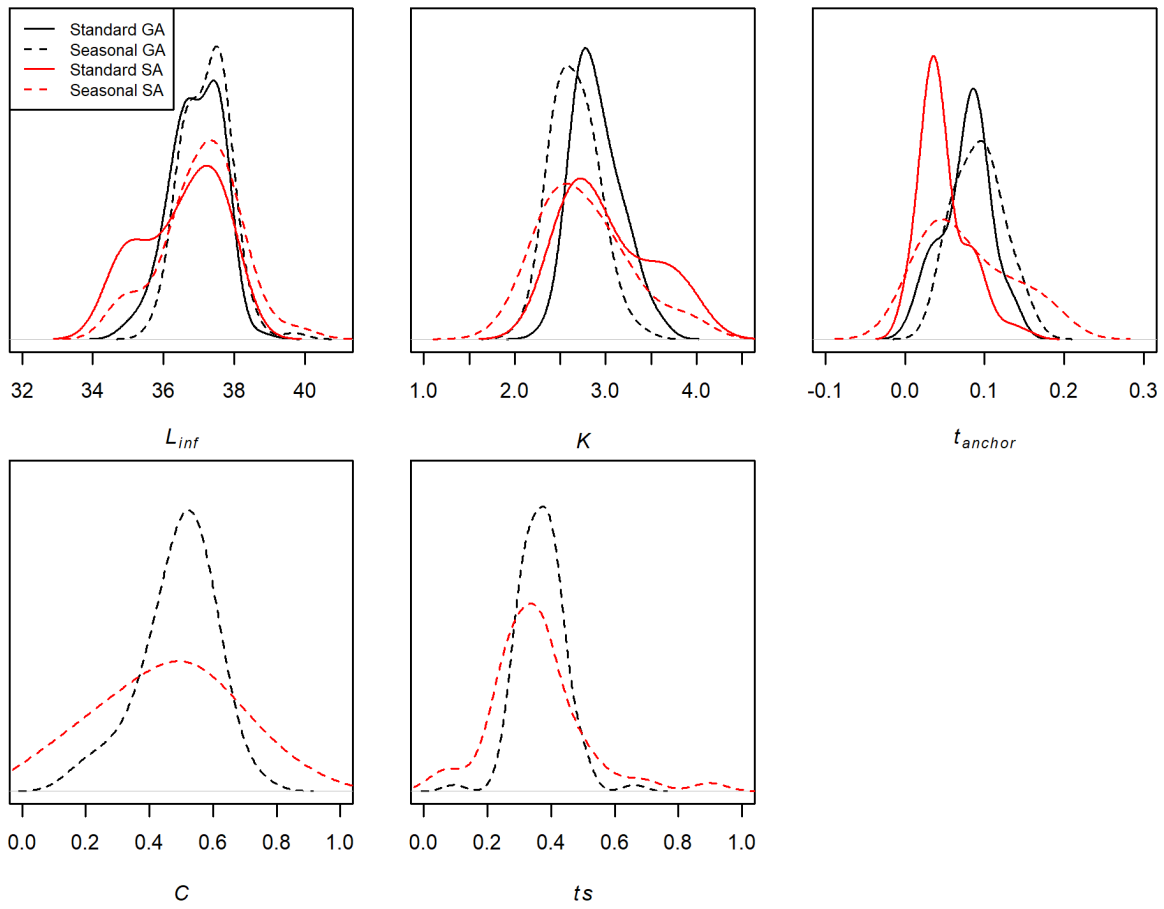 Standard GA
Seasonal GA
Standard SA
Seasonal SA
32 34 36 38 40
L inf
1.0 2.0 3.0 4.0
K
-0.1 0.0 0.1 0.2 0.3
t anchor
0.0 0.2 0.4 0.6 0.8 1.0
C
0.0 0.2 0.4 0.6 0.8 1.0
ts